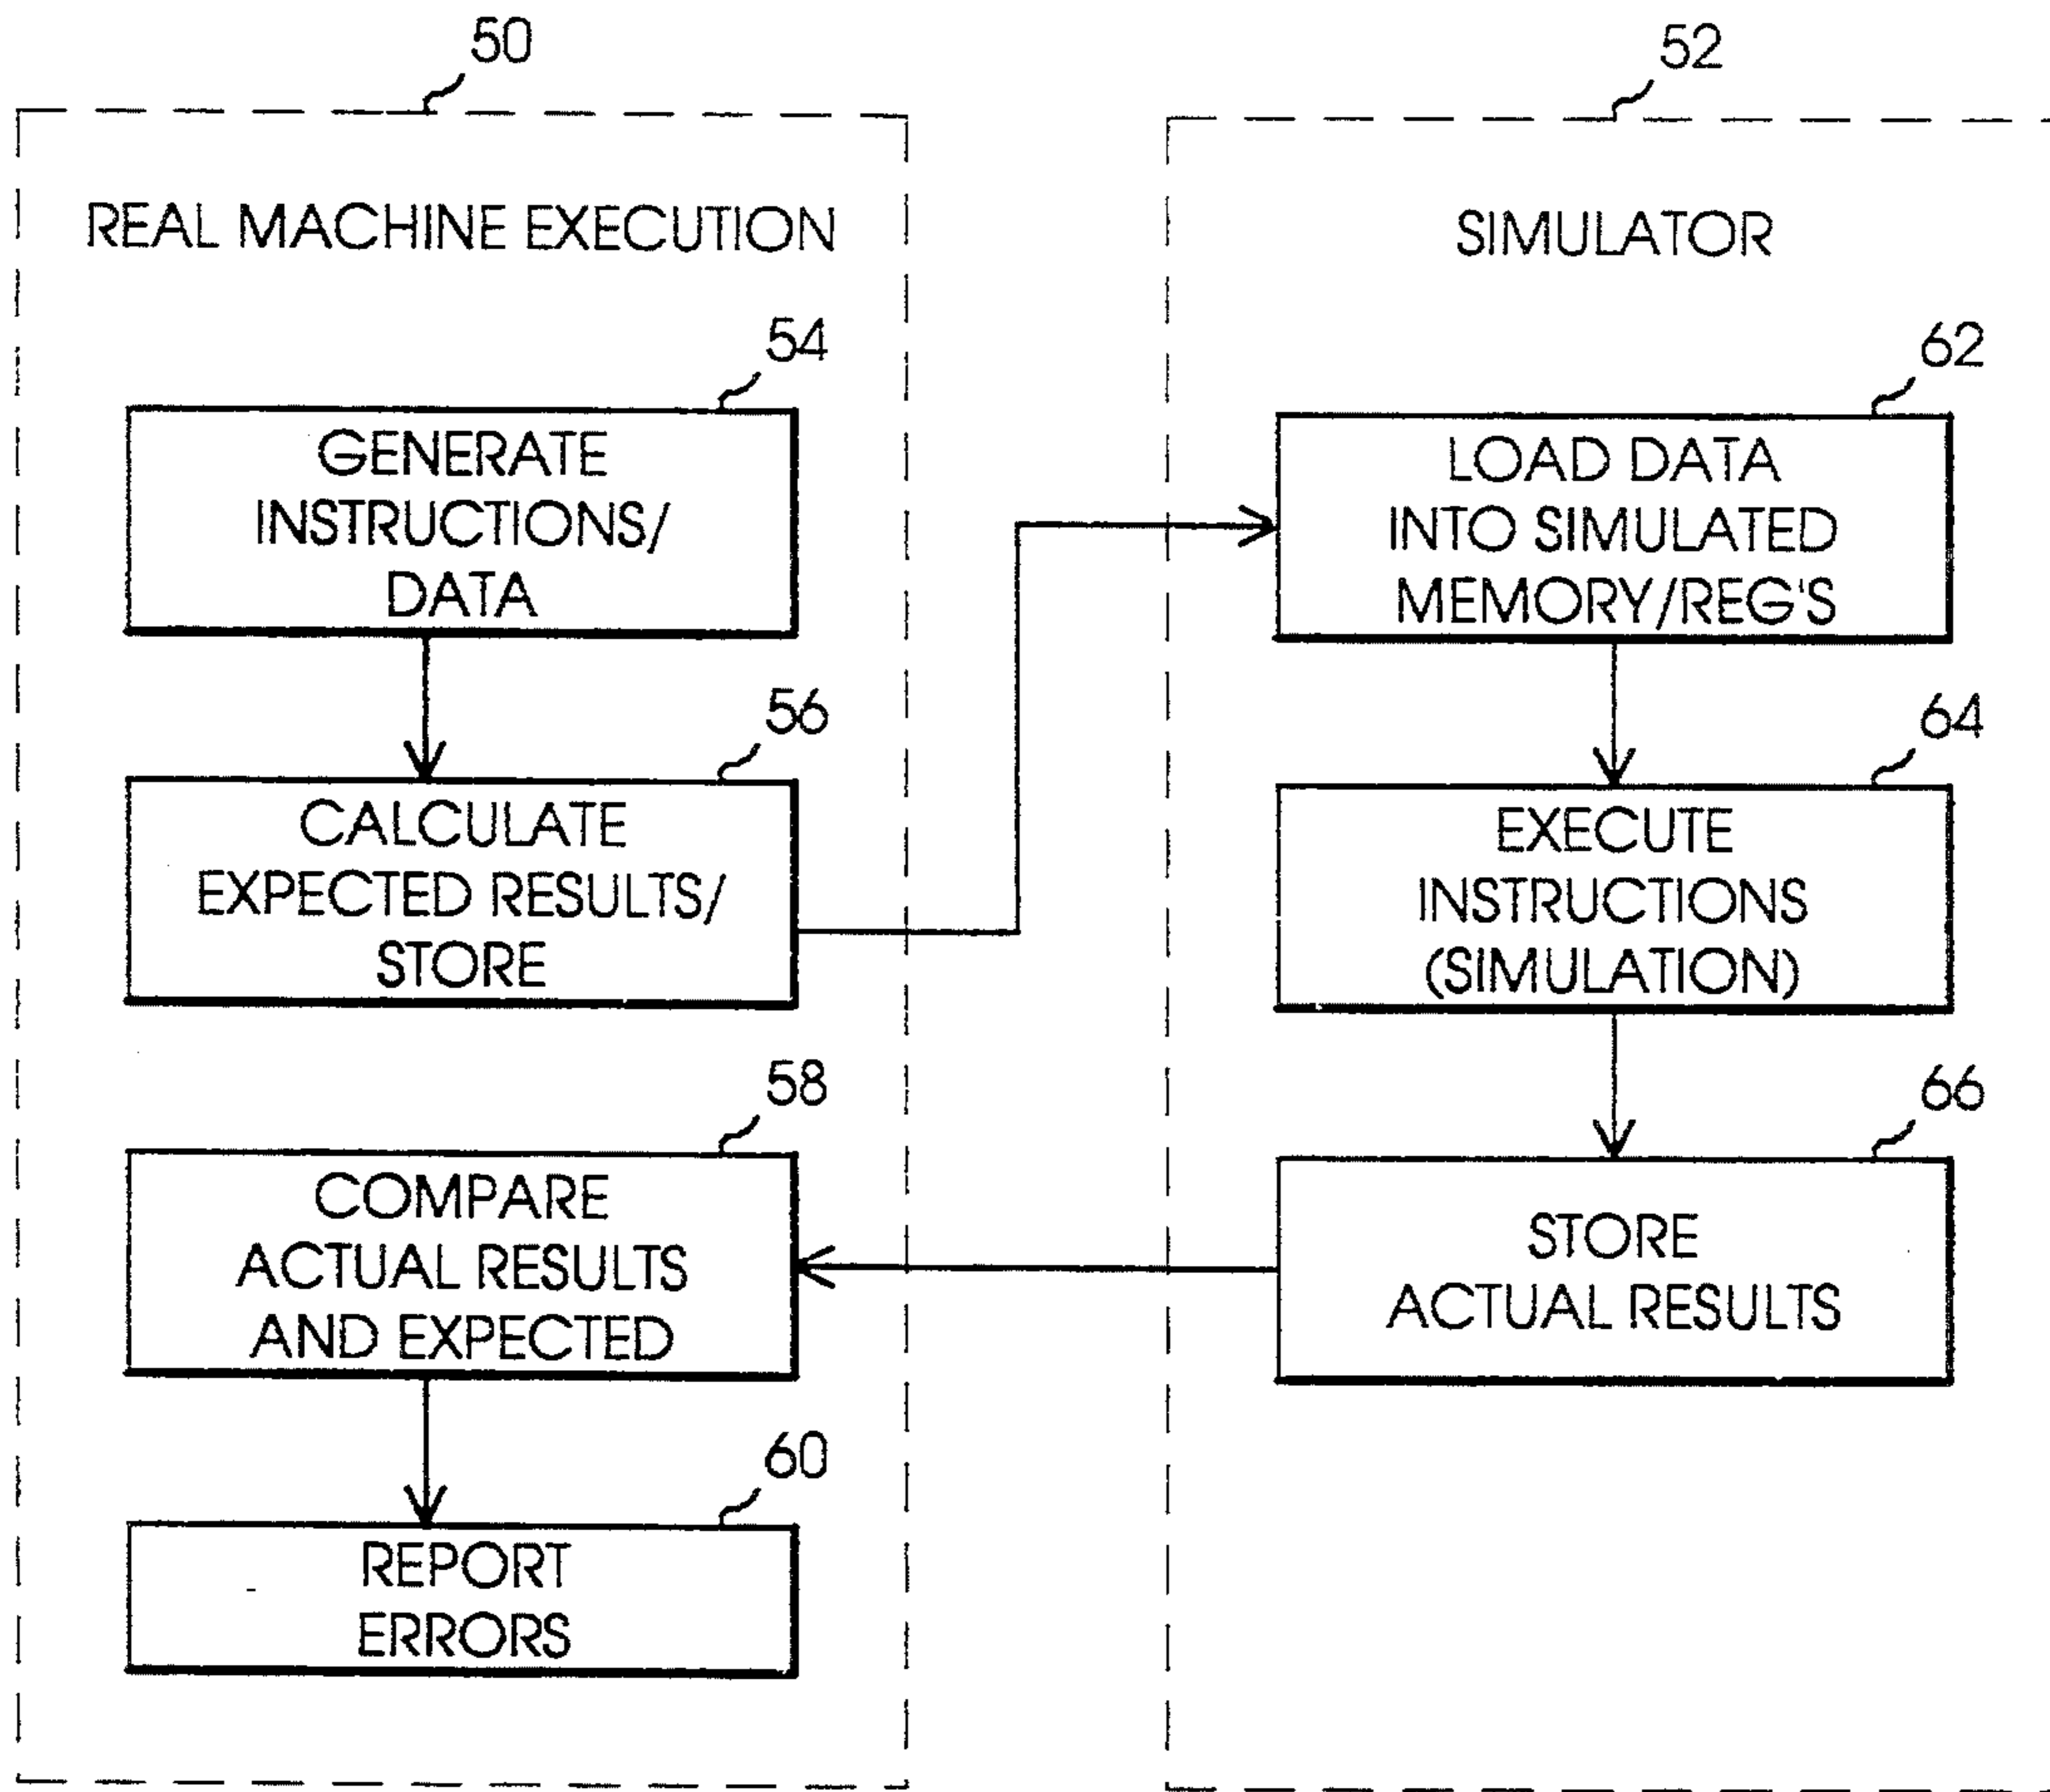 50
REAL MACHINE EXECUTION
54
GENERATE
INSTRUCTIONS/
DATA
56
CALCULATE
EXPECTED RESULTS/
STORE
58
COMPARE
ACTUAL RESULTS
AND EXPECTED
60
REPORT
ERRORS
52
SIMULATOR
62
LOAD DATA
INTO SIMULATED
MEMORY/REG'S
64
EXECUTE
INSTRUCTIONS
(SIMULATION)
66
STORE
ACTUAL RESULTS